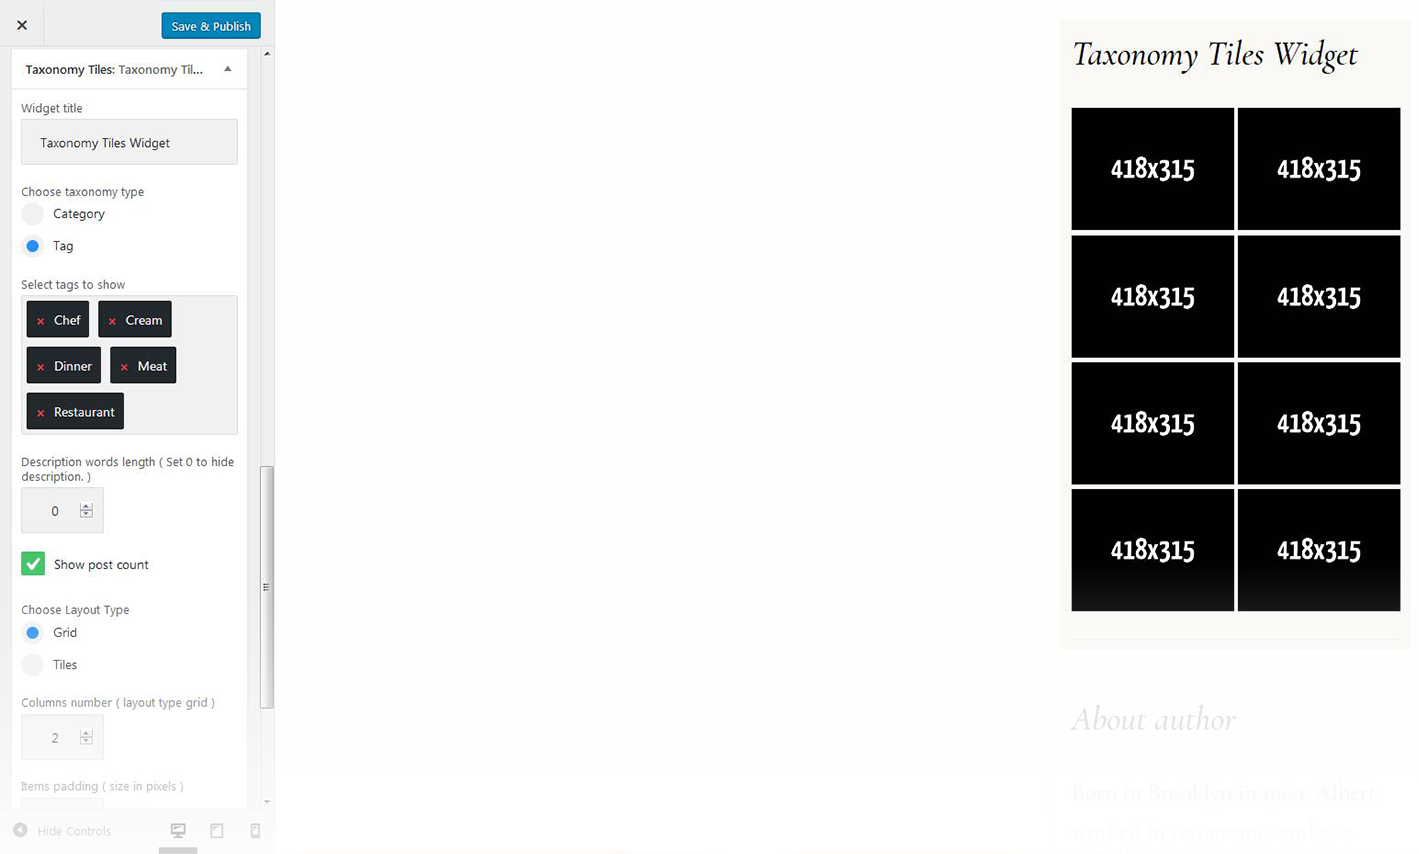 Save & Publish
Taxonomy Tiles: Taxonomy Til...
Widget title
Taxonomy Tiles Widget
Choose taxonomy type
Category
Tag
Select tags to show
× Chef × Cream
× Dinner × Meat
× Restaurant
Description words length ( Set 0 to hide
description. )
0
Show post count
Choose Layout Type
Grid
Tiles
Columns number ( layout type grid )
2
Items padding ( size in pixels )
Hide Controls
Taxonomy Tiles Widget
418x315 418x315
418x315 418x315
418x315 418x315
418x315 418x315
About author
Born in Brooklyn in 1960, Albert
worked in restaurants and as a